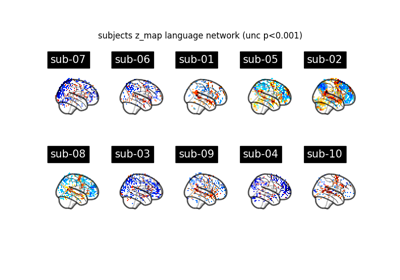 subjects z_map language network (unc p<0.001)
sub-07 sub-06 sub-01 sub-05 sub-02
sub-08 sub-03 sub-09 sub-04 sub-10